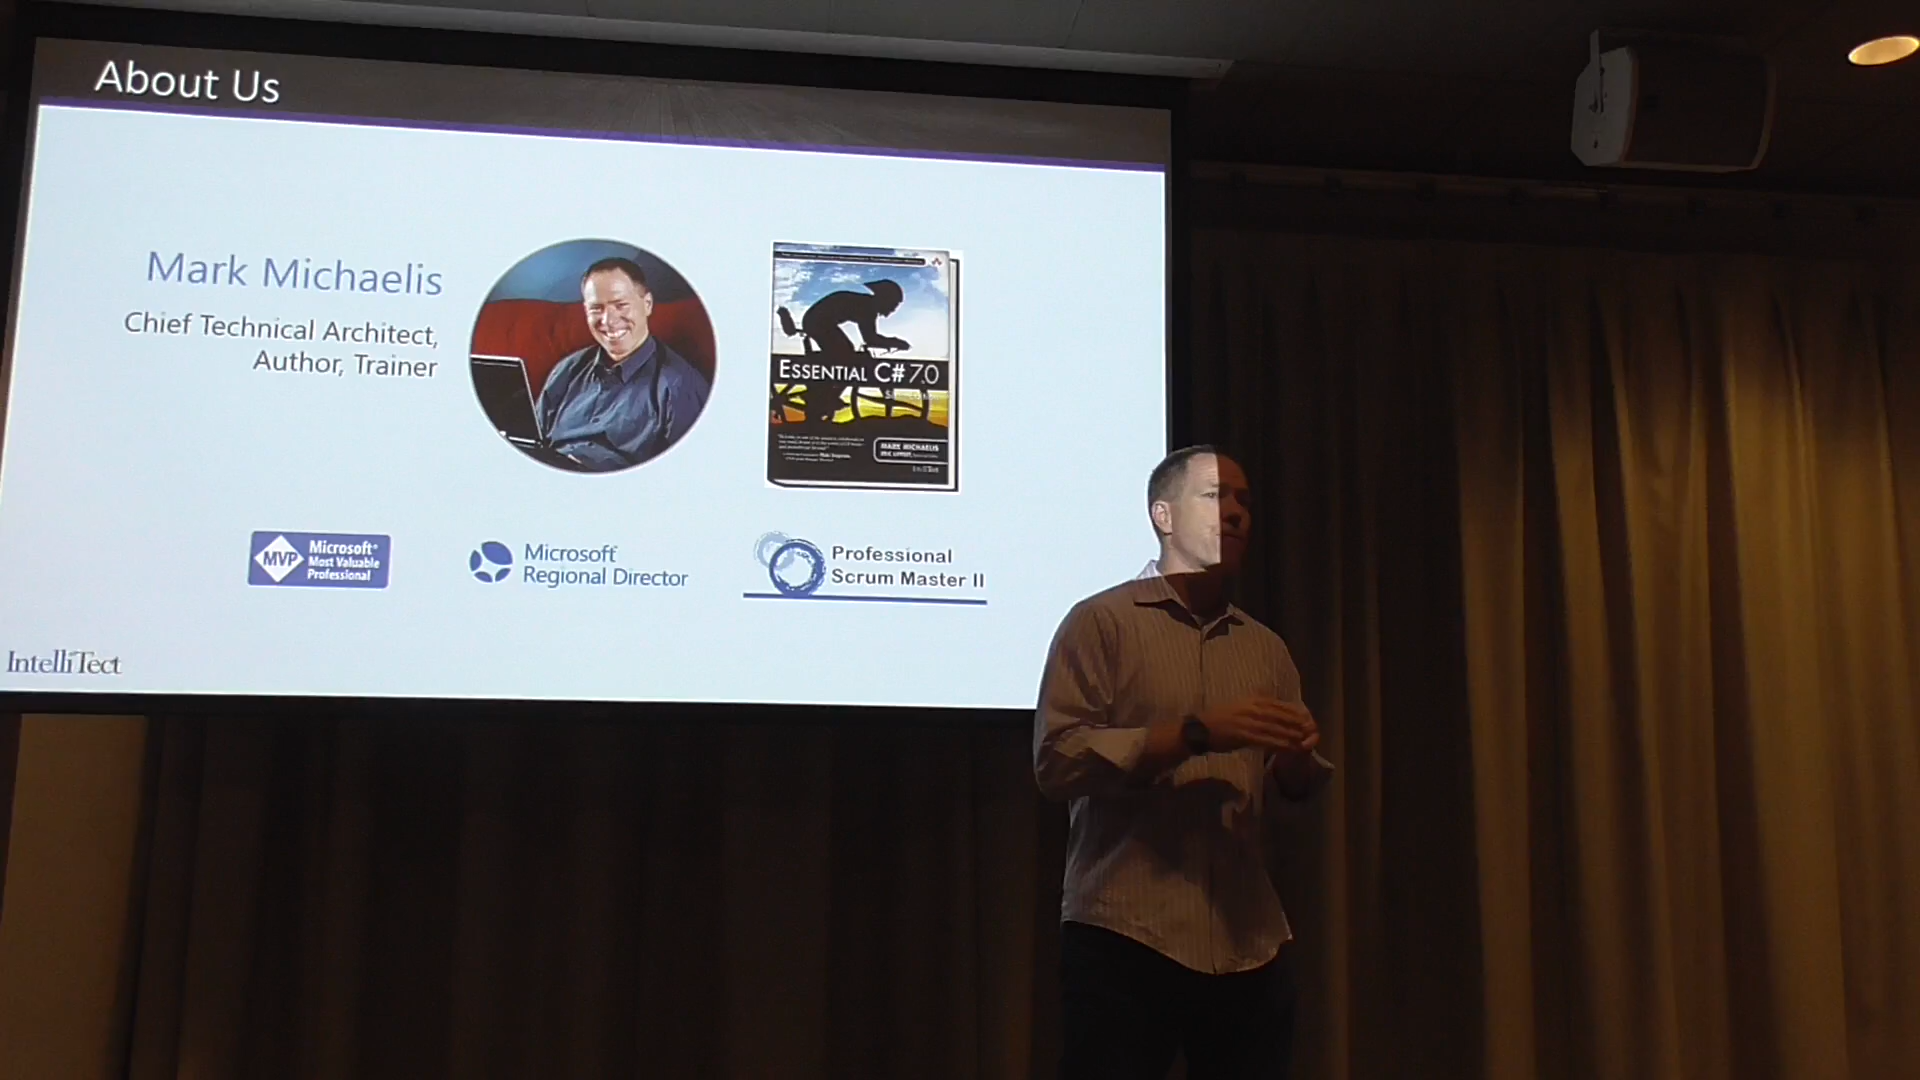 About Us
Mark Michaelis
Chief Technical Architect,
Author, Trainer
ESSENTIAL C# 7.0
MARK MICHAELIS
MVP
Microsoft®
Most Valuable
Professional
Microsoft
Regional Director
Professional
Scrum Master II
IntelliTect